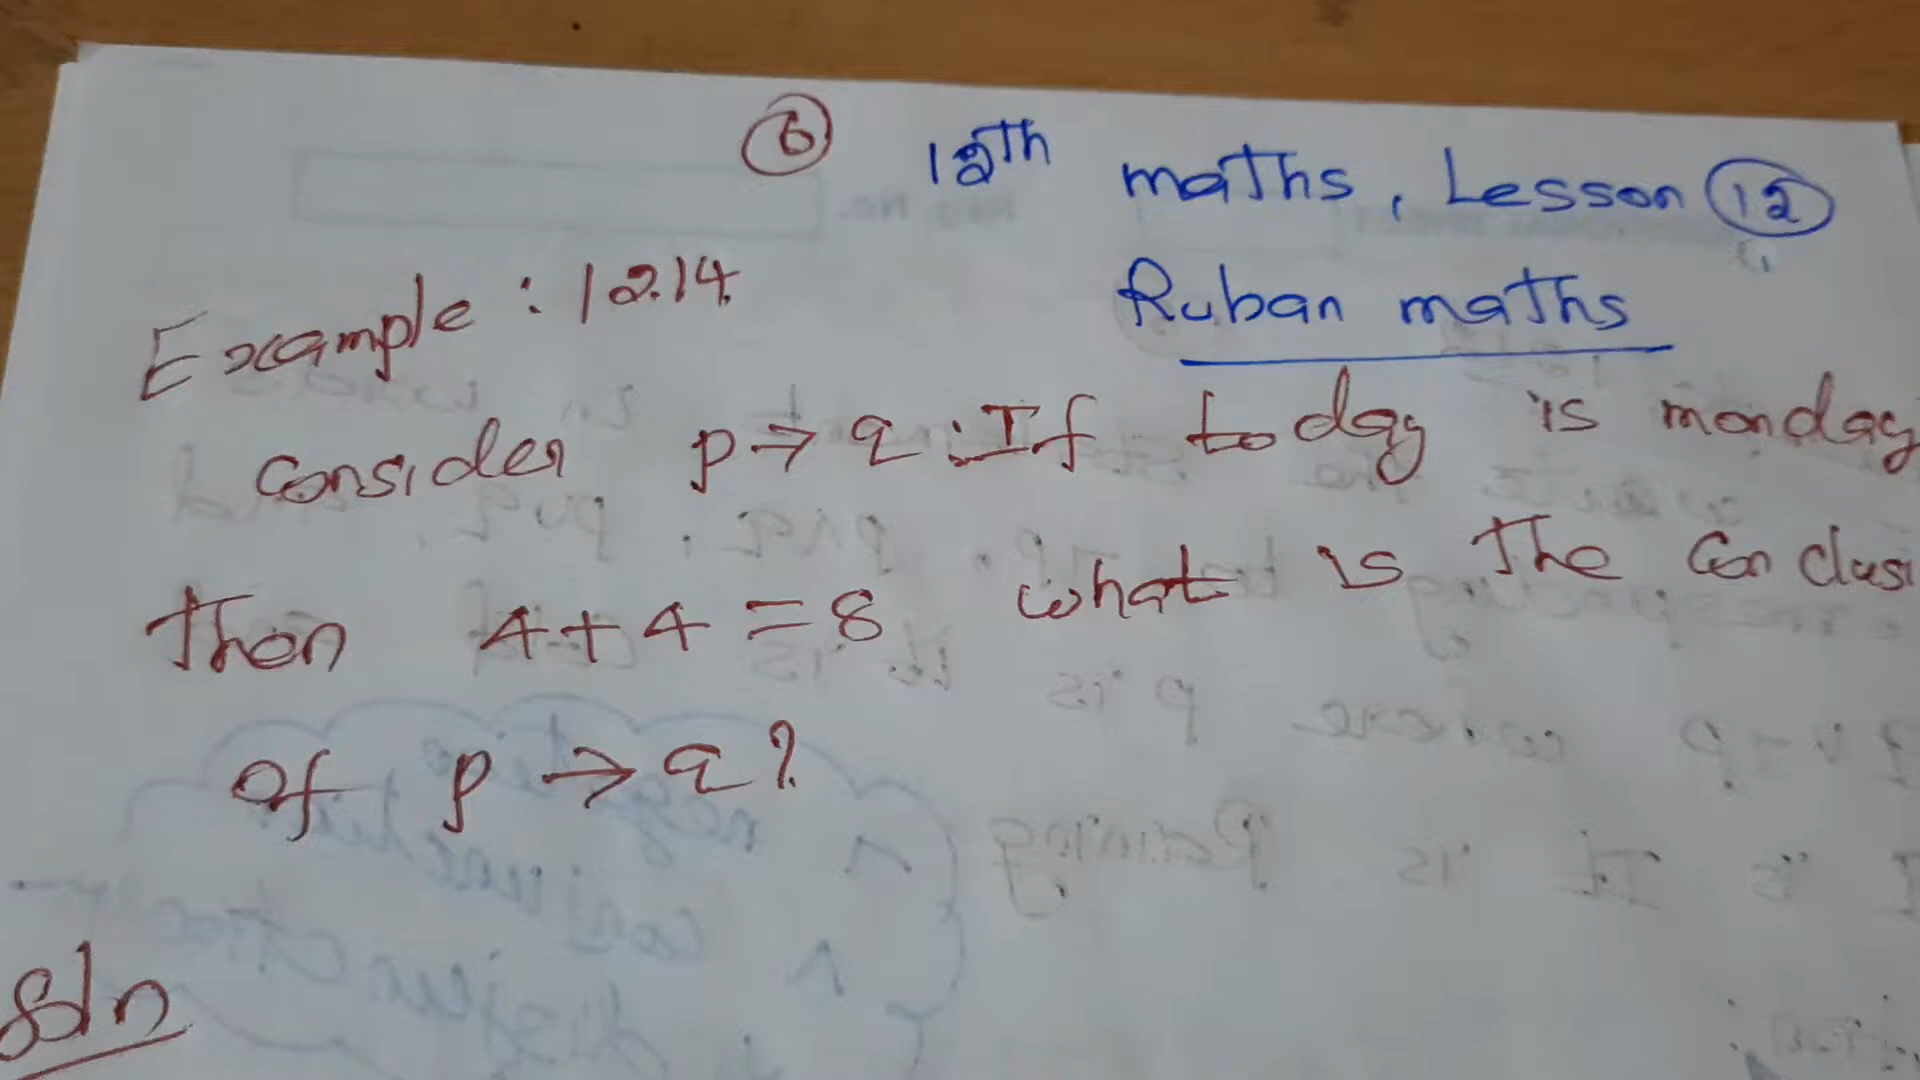 6
12Th maths, Lesson 12
Ruban maths
Example : 12.14.
consider p → q : If today is monday
Then 4+4 = 8 what is The Conclusi
of p → q ?
Soln